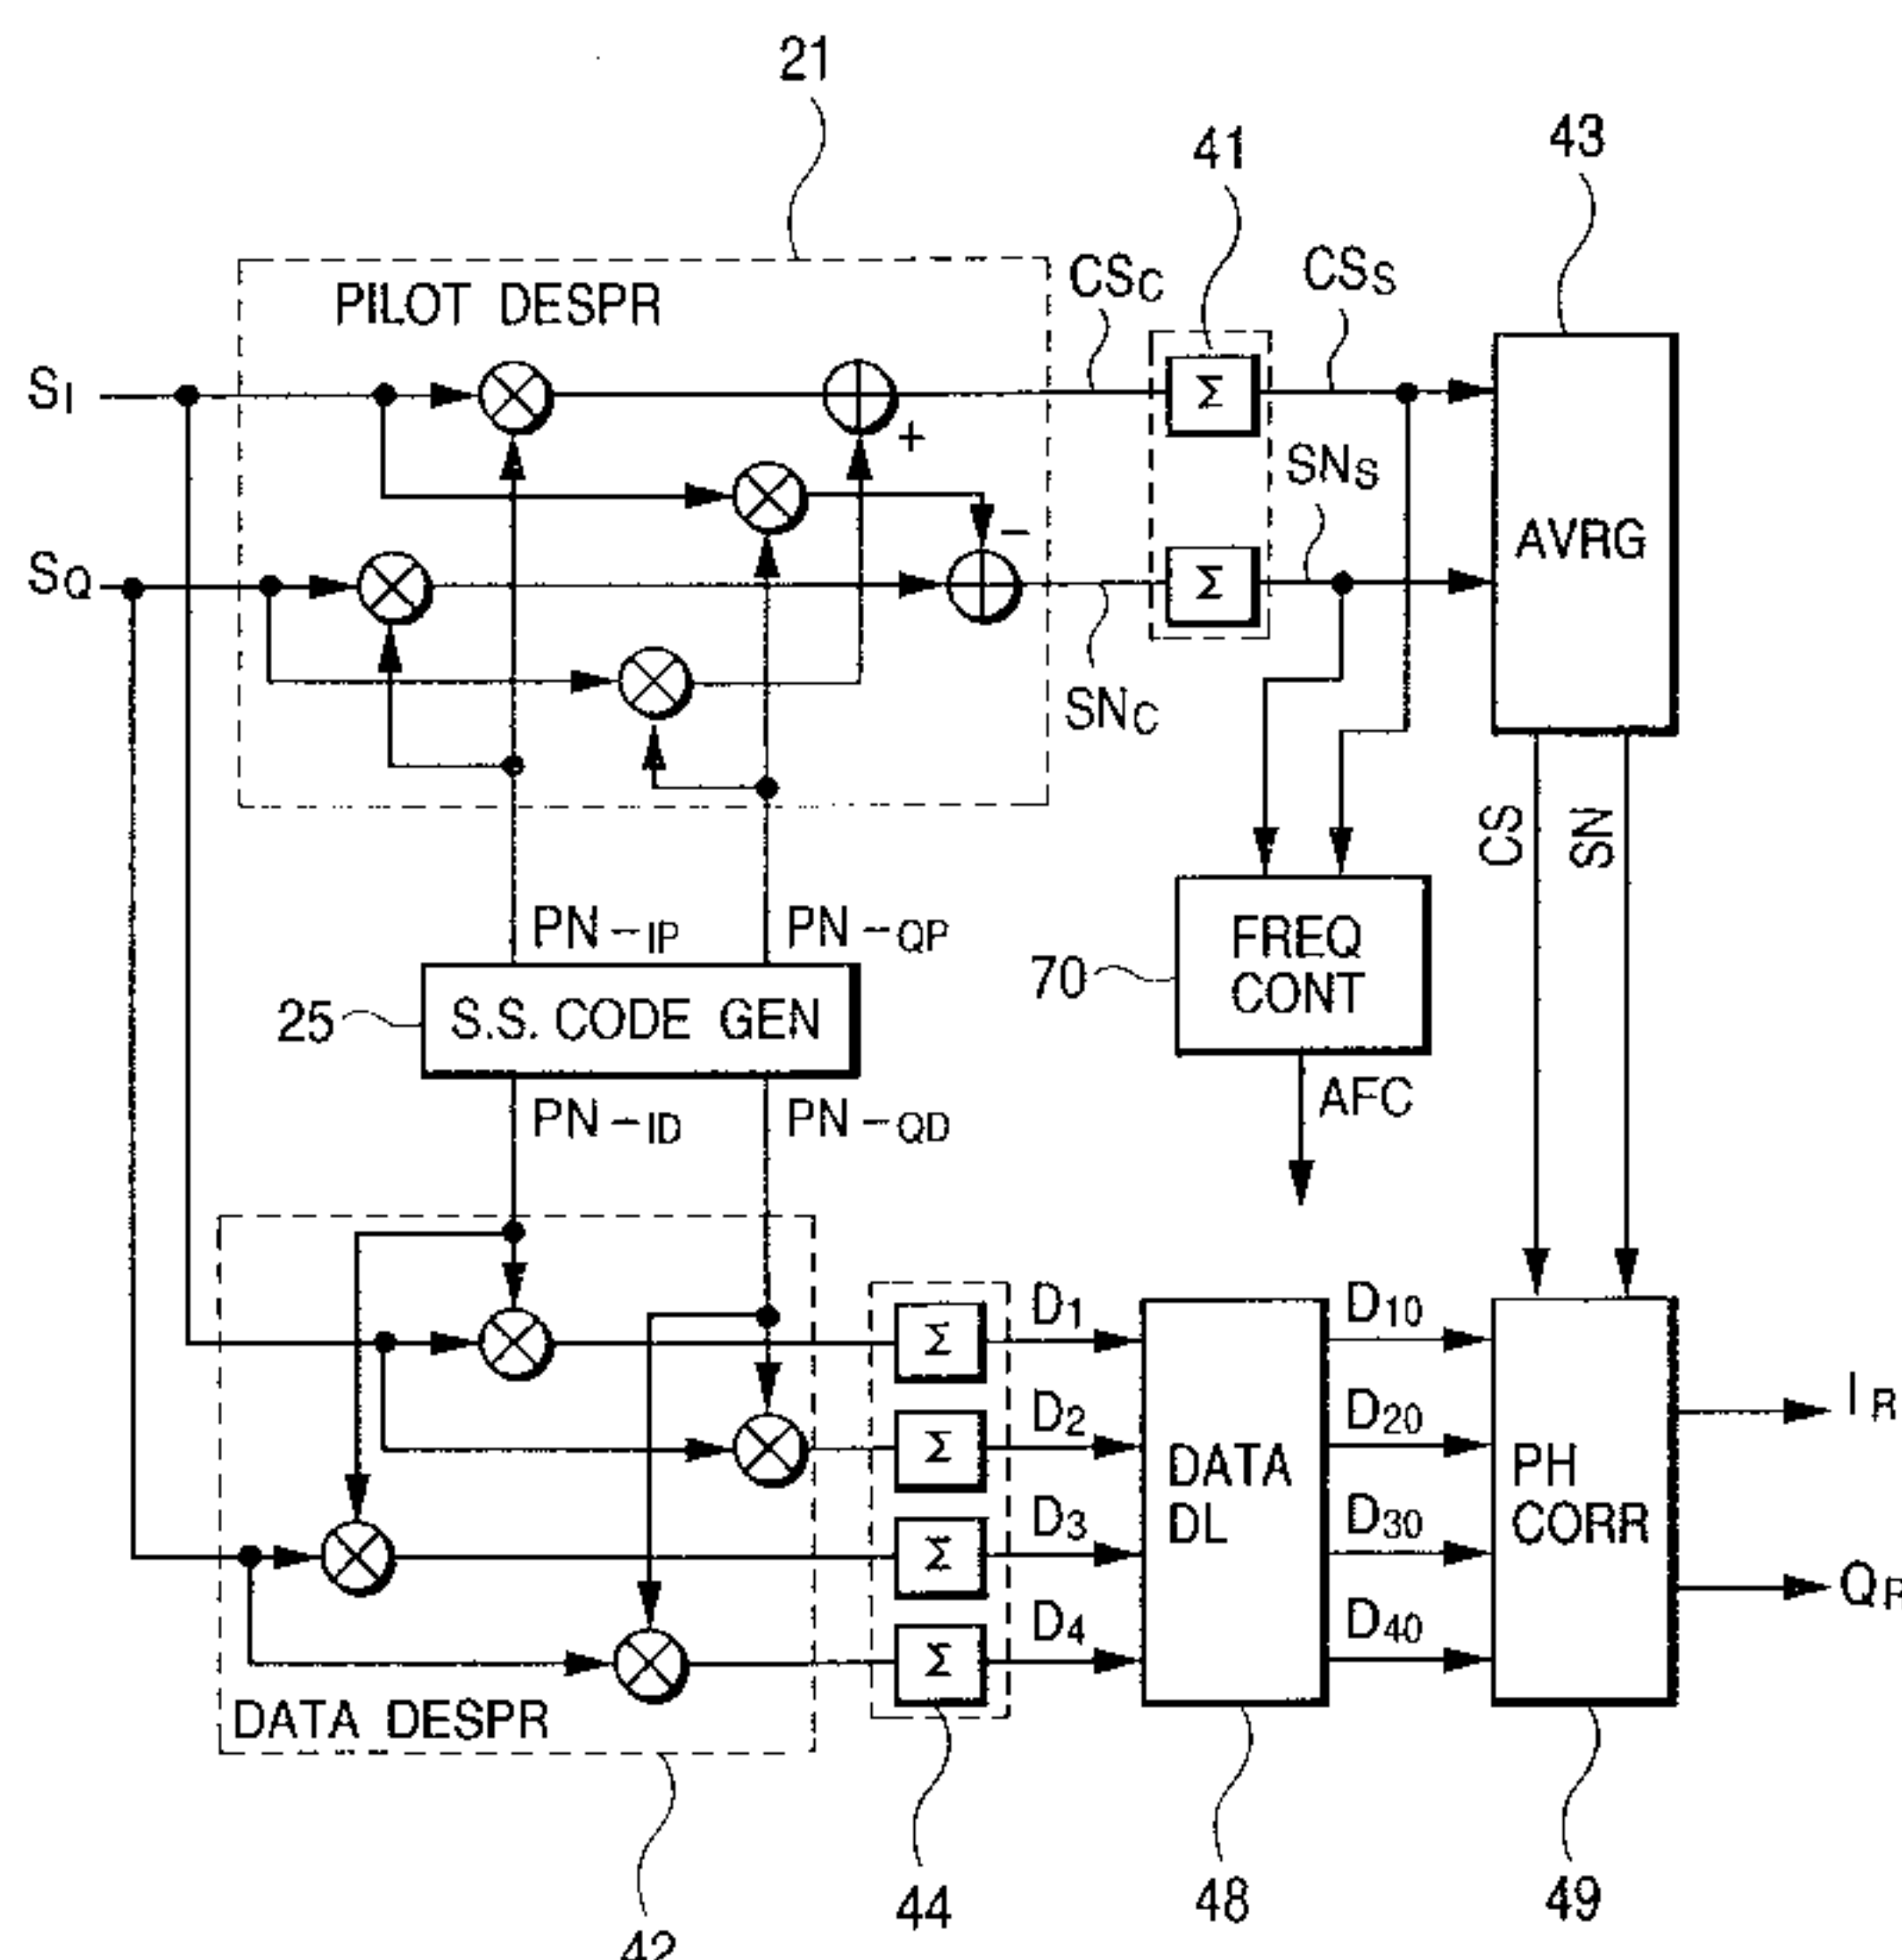 21
41
43
PILOT DESPR
CSC
CSS
SI
+
Σ
SNS
−
AVRG
SQ
Σ
SNC
CS
SN
PN-IP
PN-QP
FREQ
CONT
70
25
S.S. CODE GEN
AFC
PN-ID
PN-QD
Σ
D1
D10
IR
Σ
D2
D20
DATA
DL
PH
CORR
Σ
D3
D30
QR
Σ
D4
D40
DATA DESPR
44
48
49
42